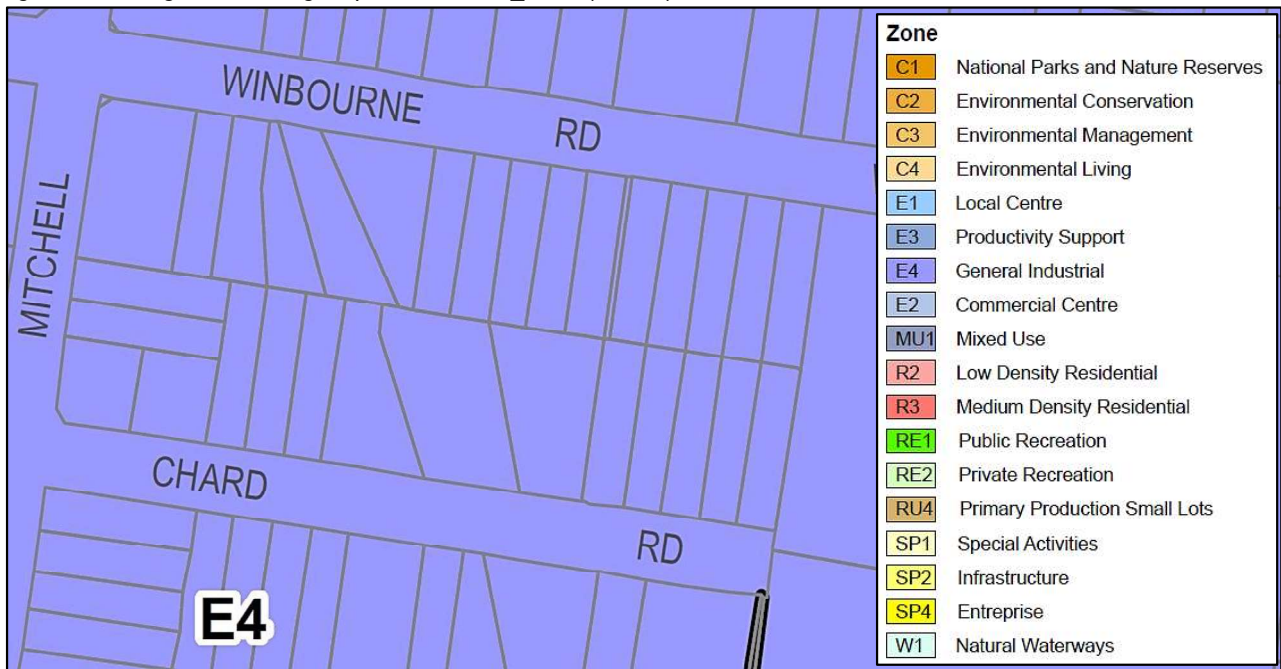 WINBOURNE RD
MITCHELL
CHARD RD
E4
Zone
C1 National Parks and Nature Reserves
C2 Environmental Conservation
C3 Environmental Management
C4 Environmental Living
E1 Local Centre
E3 Productivity Support
E4 General Industrial
E2 Commercial Centre
MU1 Mixed Use
R2 Low Density Residential
R3 Medium Density Residential
RE1 Public Recreation
RE2 Private Recreation
RU4 Primary Production Small Lots
SP1 Special Activities
SP2 Infrastructure
SP4 Entreprise
W1 Natural Waterways